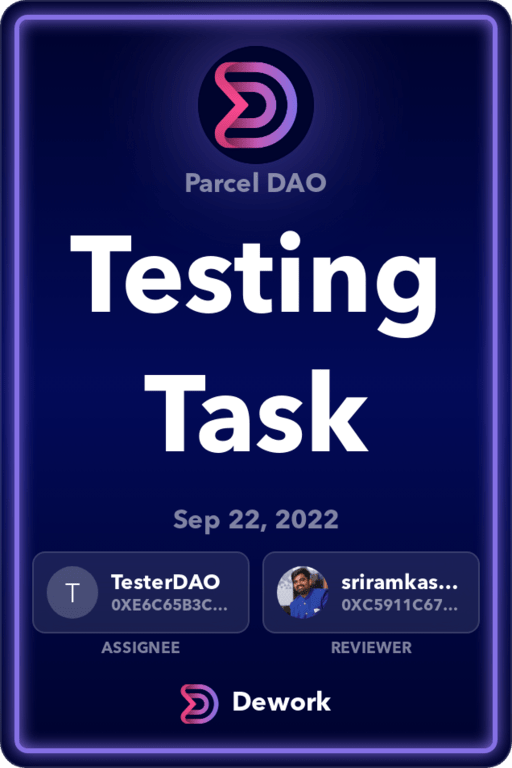 Parcel DAO
Testing
Task
Sep 22, 2022
T
TesterDAO
0XE6C65B3C...
ASSIGNEE
sriramkas...
0XC5911C67...
REVIEWER
Dework